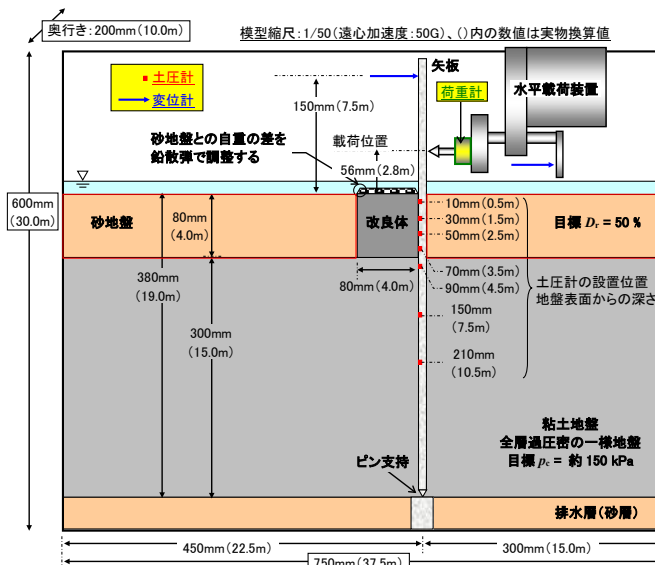 奥行き:200mm(10.0m)
模型縮尺:1/50(遠心加速度:50G)、()内の数値は実物換算値
土圧計
変位計
矢板
荷重計
水平載荷装置
150mm(7.5m)
載荷位置
砂地盤との自重の差を
鉛散弾で調整する
56mm(2.8m)
600mm
(30.0m)
砂地盤
80mm
(4.0m)
改良体
10mm(0.5m)
30mm(1.5m)
50mm(2.5m)
目標 Dr = 50 %
380mm
(19.0m)
80mm(4.0m)
70mm(3.5m)
90mm(4.5m)
土圧計の設置位置
地盤表面からの深さ
300mm
(15.0m)
150mm
(7.5m)
210mm
(10.5m)
粘土地盤
全層過圧密の一様地盤
目標 pc = 約 150 kPa
ピン支持
排水層(砂層)
450mm(22.5m)
300mm(15.0m)
750mm(37.5m)